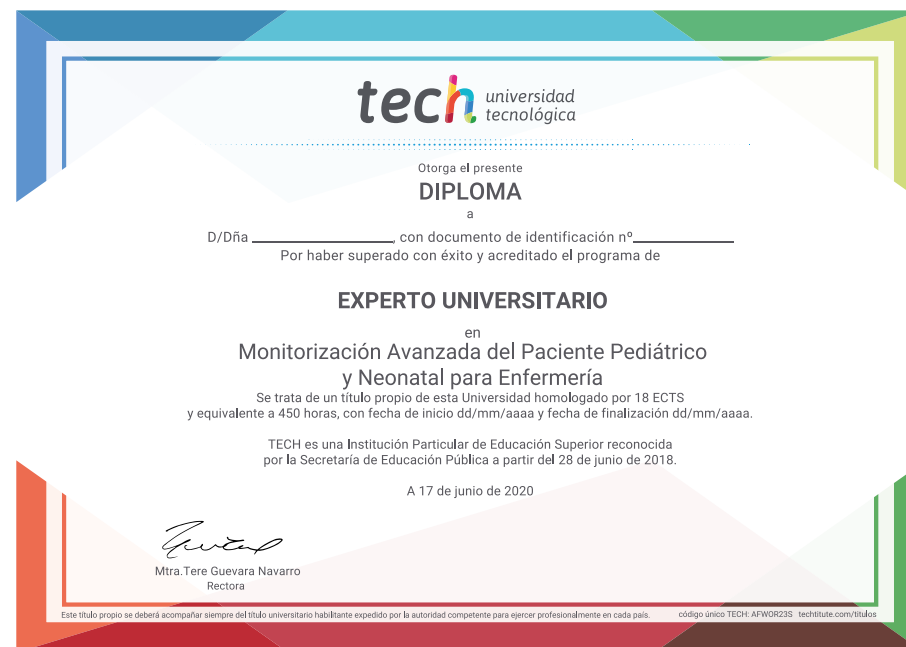 tech universidad
tecnológica
Otorga el presente
DIPLOMA
a
D/Dña ____________________, con documento de identificación nº______________
Por haber superado con éxito y acreditado el programa de
EXPERTO UNIVERSITARIO
en
Monitorización Avanzada del Paciente Pediátrico
y Neonatal para Enfermería
Se trata de un título propio de esta Universidad homologado por 18 ECTS
y equivalente a 450 horas, con fecha de inicio dd/mm/aaaa y fecha de finalización dd/mm/aaaa.
TECH es una Institución Particular de Educación Superior reconocida
por la Secretaría de Educación Pública a partir del 28 de junio de 2018.
A 17 de junio de 2020
Mtra.Tere Guevara Navarro
Rectora
Este título propio se deberá acompañar siempre del título universitario habilitante expedido por la autoridad competente para ejercer profesionalmente en cada país. código único TECH: AFWOR23S techtitute.com/titulos